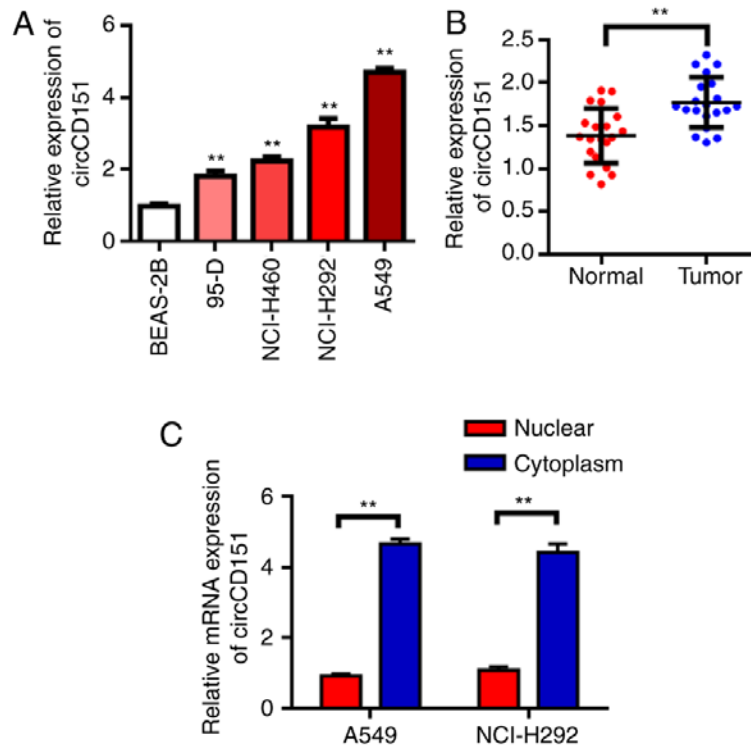 A
Relative expression of
circCD151
6
4
2
0
**
**
**
**
BEAS-2B
95-D
NCI-H460
NCI-H292
A549
B
**
Relative expression
of circCD151
2.5
2.0
1.5
1.0
0.5
0.0
Normal
Tumor
C
Nuclear
Cytoplasm
Relative mRNA expression
of circCD151
6
4
2
0
**
**
A549
NCI-H292